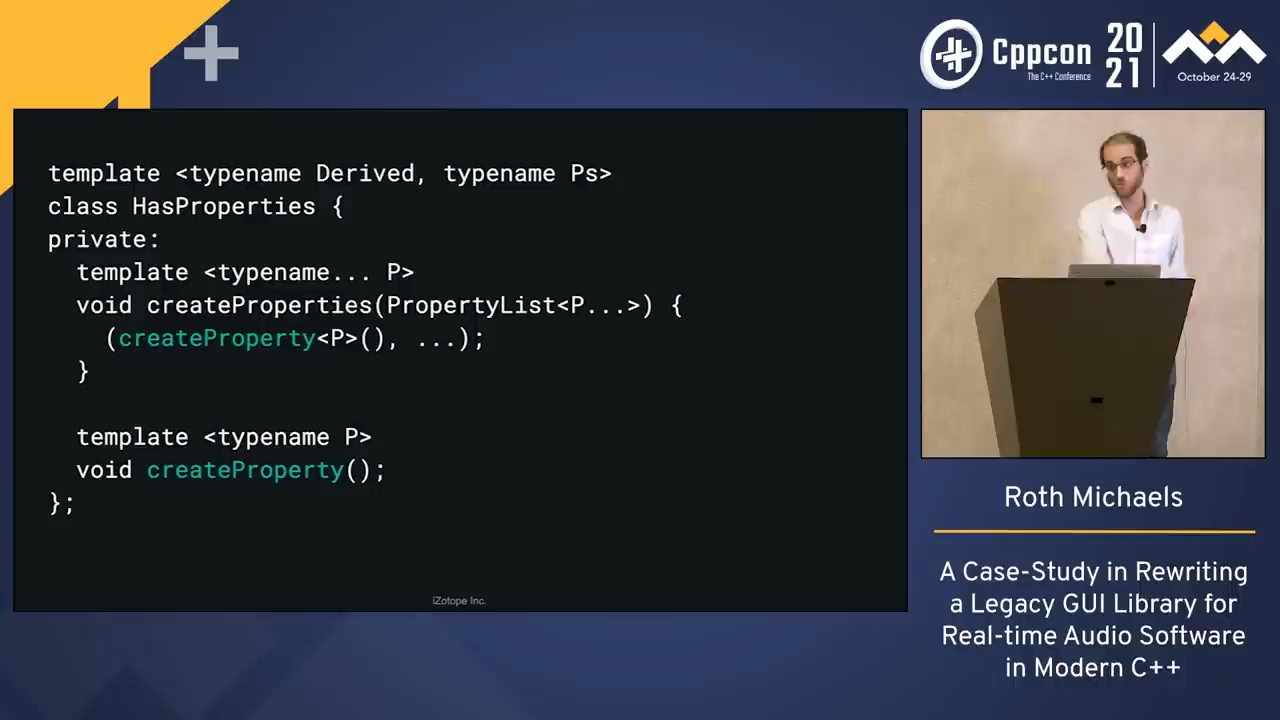 Cppcon
The C++ Conference
20
21
October 24-29
template <typename Derived, typename Ps>
class HasProperties {
private:
  template <typename... P>
  void createProperties(PropertyList<P...>) {
    (createProperty<P>(), ...);
  }
  template <typename P>
  void createProperty();
};
iZotope Inc.
Roth Michaels
A Case-Study in Rewriting
a Legacy GUI Library for
Real-time Audio Software
in Modern C++